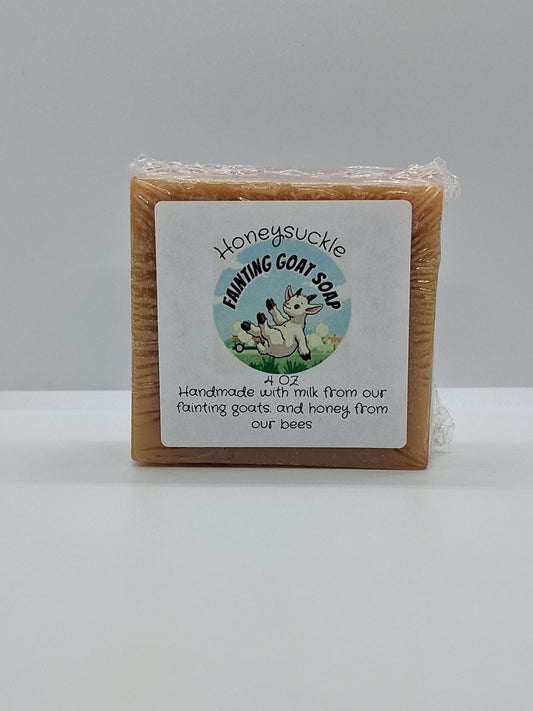 Honeysuckle
FAINTING GOAT SOAP
4 OZ
Handmade with milk from our
fainting goats. and honey from
our bees